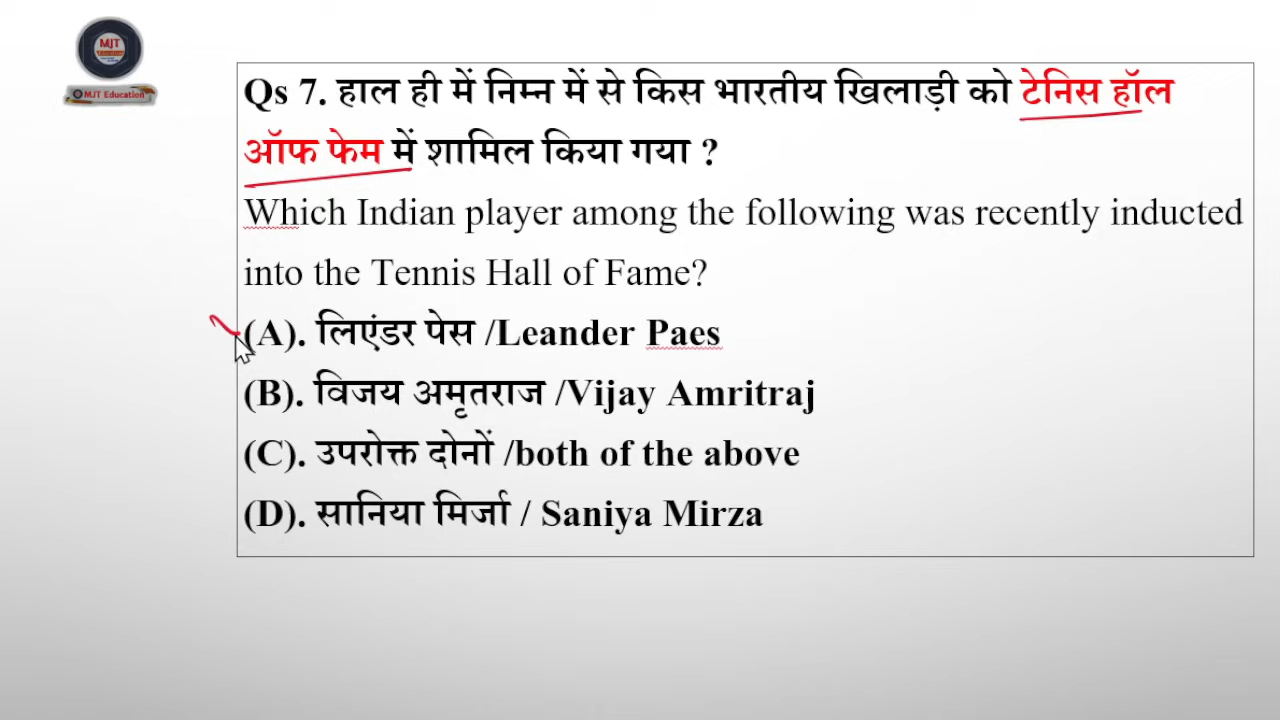 MJT
MJT Education
Qs 7. हाल ही में निम्न में से किस भारतीय खिलाड़ी को टेनिस हॉल
ऑफ फेम में शामिल किया गया ?
Which Indian player among the following was recently inducted
into the Tennis Hall of Fame?
(A). लिएंडर पेस /Leander Paes
(B). विजय अमृतराज /Vijay Amritraj
(C). उपरोक्त दोनों /both of the above
(D). सानिया मिर्जा / Saniya Mirza